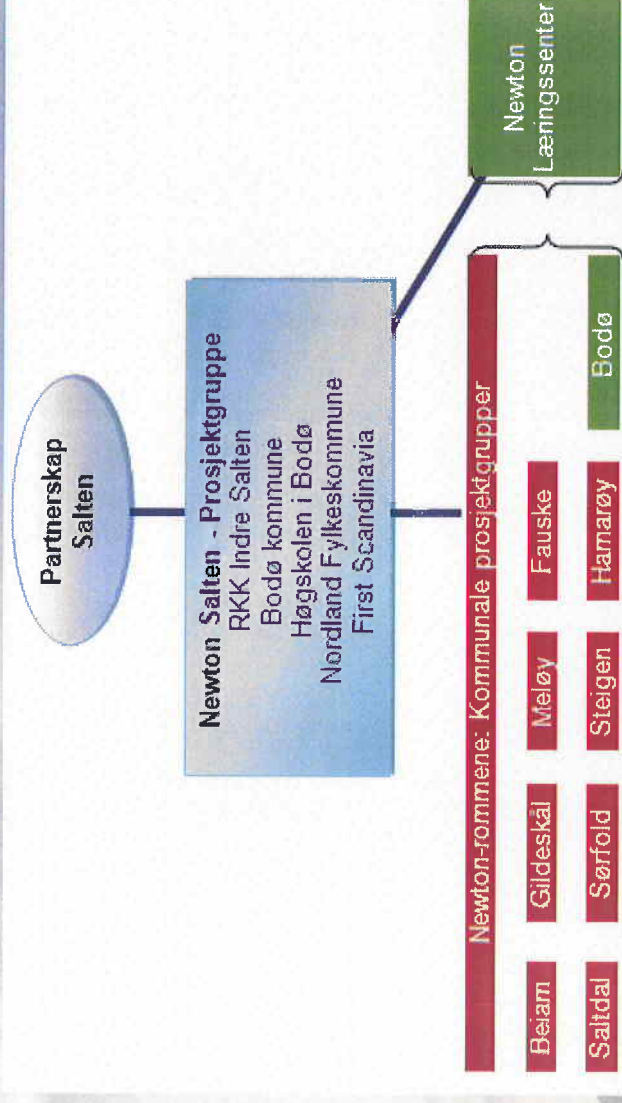 Partnerskap
Salten
Newton Salten - Prosjektgruppe
RKK Indre Salten
Bodø kommune
Høgskolen i Bodø
Nordland Fylkeskommune
First Scandinavia
Newton-rommene: Kommunale prosjektgrupper
Beiarn
Gildeskål
Meløy
Fauske
Saltdal
Sørfold
Steigen
Hamarøy
Bodø
Newton
Læringssenter